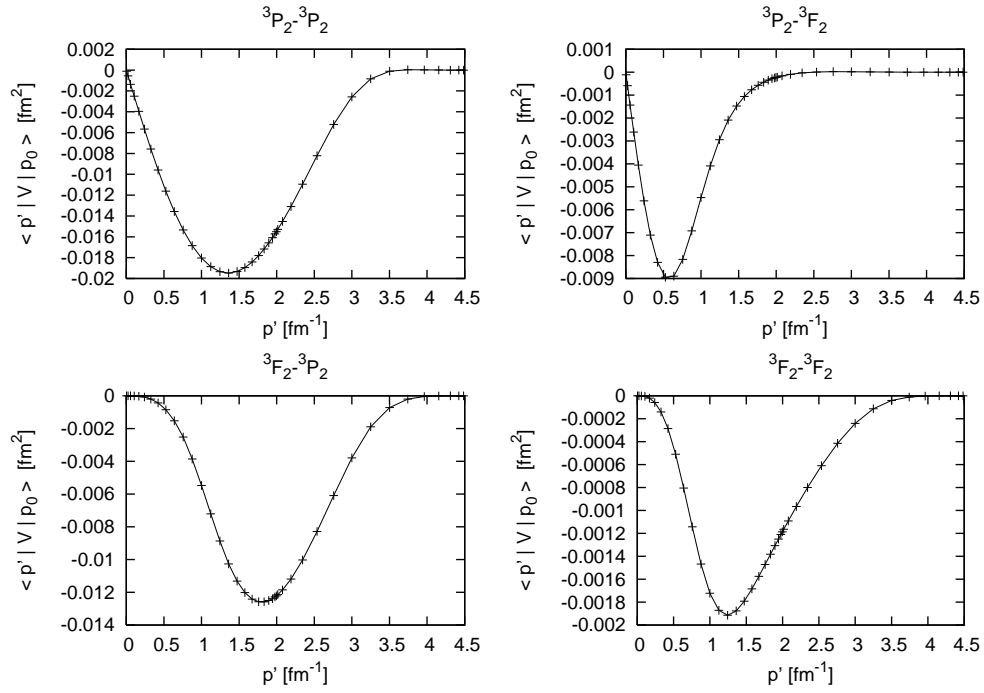 ³P₂-³P₂
0.002
0
-0.002
-0.004
-0.006
-0.008
-0.01
-0.012
-0.014
-0.016
-0.018
-0.02
< p' | V | p₀ > [fm²]
0 0.5 1 1.5 2 2.5 3 3.5 4 4.5
p' [fm⁻¹]
³P₂-³F₂
0.001
0
-0.001
-0.002
-0.003
-0.004
-0.005
-0.006
-0.007
-0.008
-0.009
< p' | V | p₀ > [fm²]
0 0.5 1 1.5 2 2.5 3 3.5 4 4.5
p' [fm⁻¹]
³F₂-³P₂
0
-0.002
-0.004
-0.006
-0.008
-0.01
-0.012
-0.014
< p' | V | p₀ > [fm²]
0 0.5 1 1.5 2 2.5 3 3.5 4 4.5
p' [fm⁻¹]
³F₂-³F₂
0
-0.0002
-0.0004
-0.0006
-0.0008
-0.001
-0.0012
-0.0014
-0.0016
-0.0018
-0.002
< p' | V | p₀ > [fm²]
0 0.5 1 1.5 2 2.5 3 3.5 4 4.5
p' [fm⁻¹]